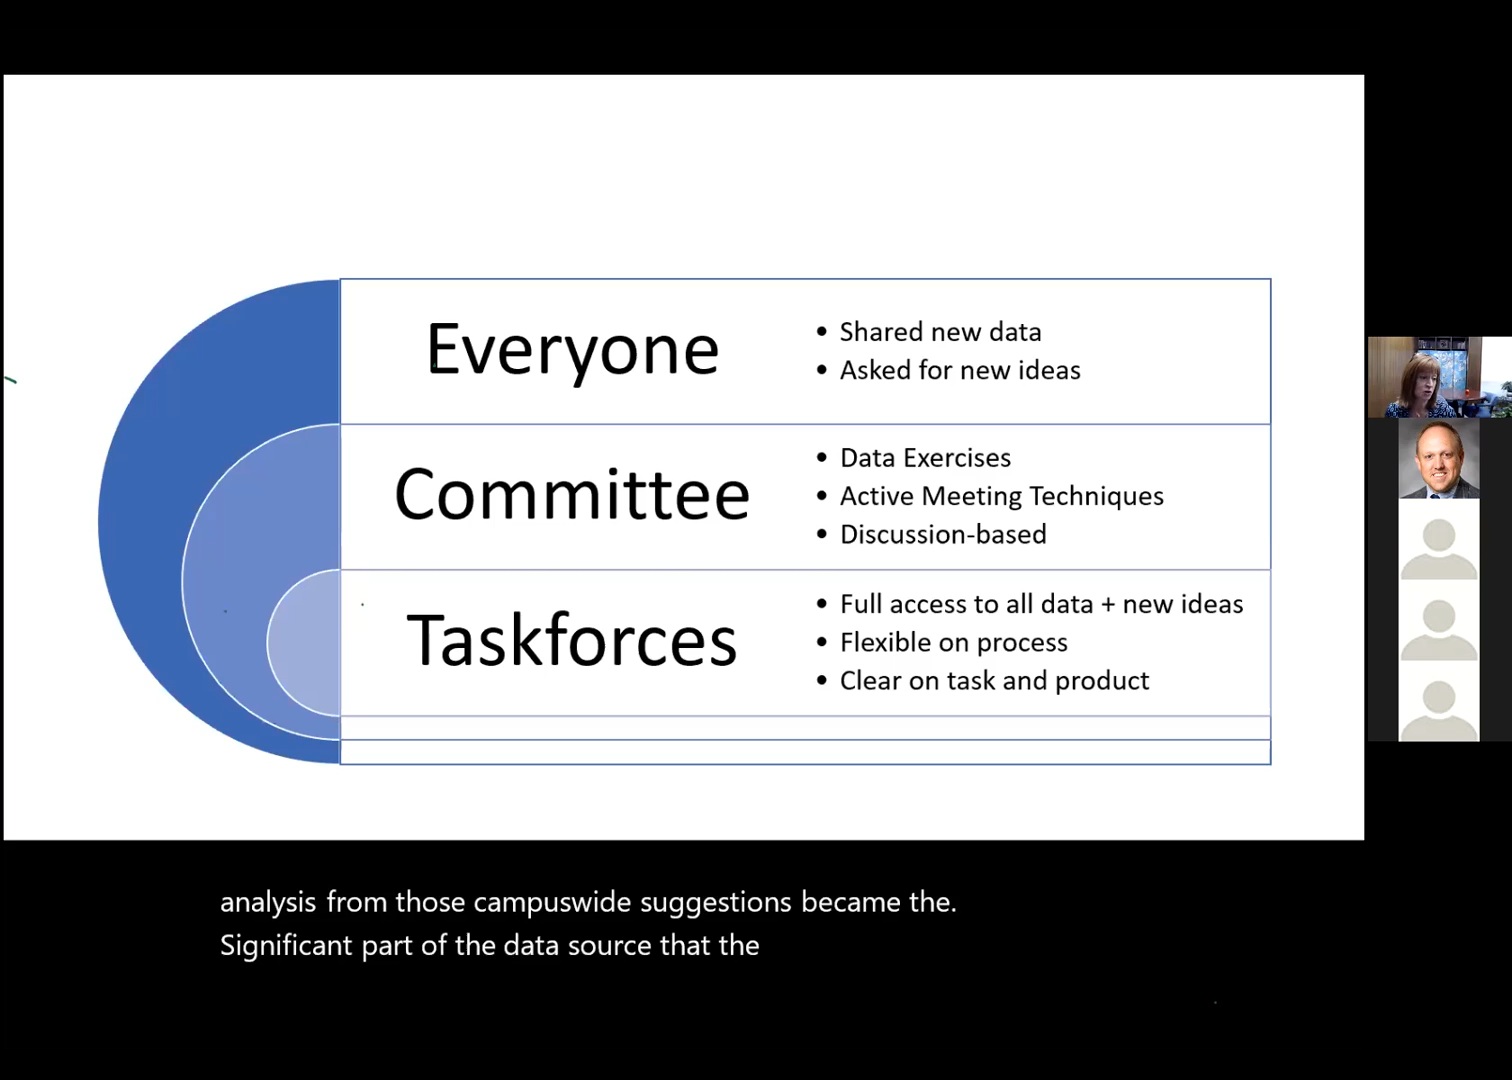 Everyone
• Shared new data
• Asked for new ideas
Committee
• Data Exercises
• Active Meeting Techniques
• Discussion-based
Taskforces
• Full access to all data + new ideas
• Flexible on process
• Clear on task and product
analysis from those campuswide suggestions became the.
Significant part of the data source that the